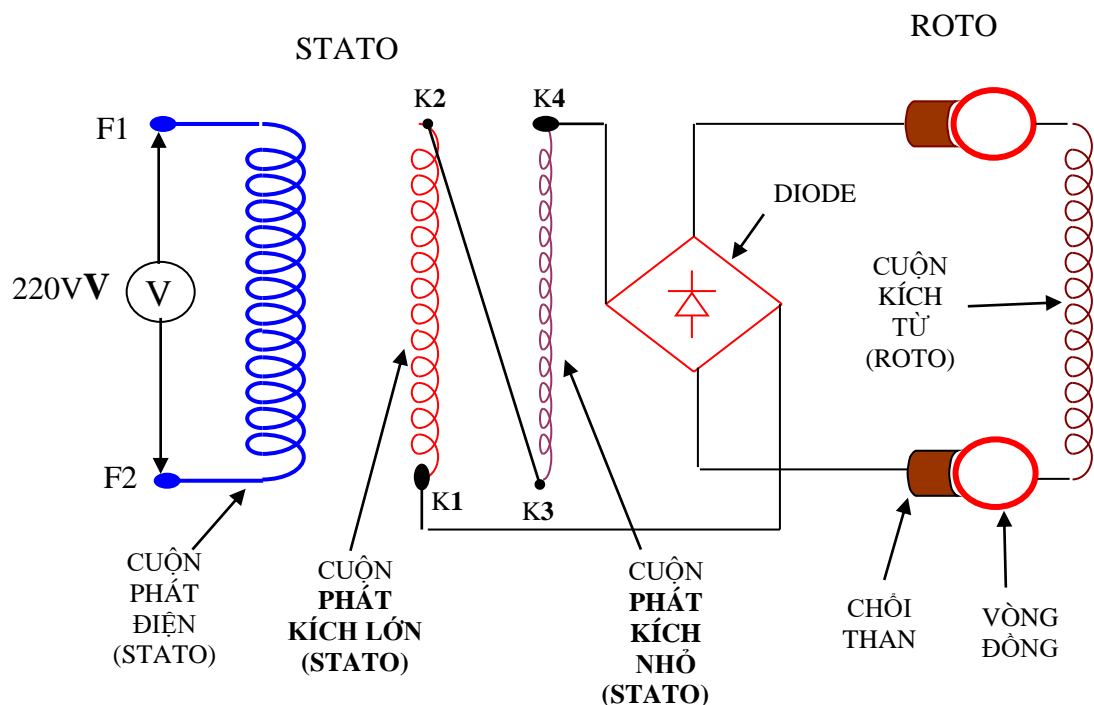 STATO
ROTO
F1
K2
K4
DIODE
220VV
V
CUỘN
KÍCH
TỪ
(ROTO)
F2
K1
K3
CUỘN
PHÁT
ĐIỆN
(STATO)
CUỘN
PHÁT
KÍCH LỚN
(STATO)
CUỘN
PHÁT
KÍCH
NHỎ
(STATO)
CHỔI
THAN
VÒNG
ĐỒNG